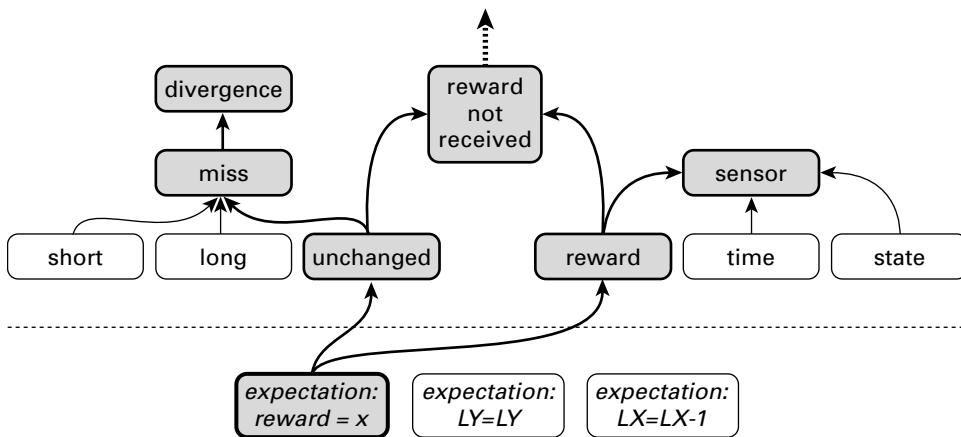 divergence
reward
not
received
miss
sensor
short
long
unchanged
reward
time
state
expectation:
reward = x
expectation:
LY=LY
expectation:
LX=LX-1